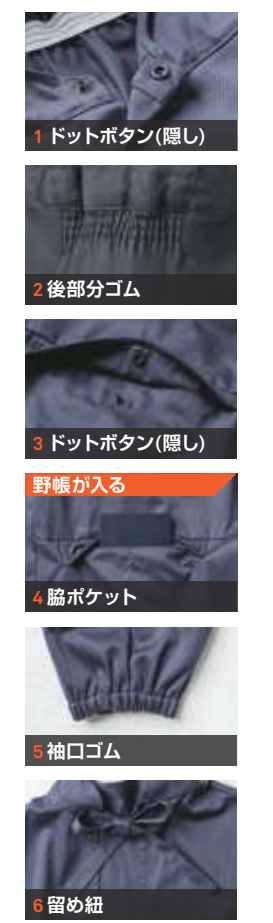 1 ドットボタン(隠し)
2 後部分ゴム
3 ドットボタン(隠し)
野帳が入る
4 脇ポケット
5 袖口ゴム
6 留め紐